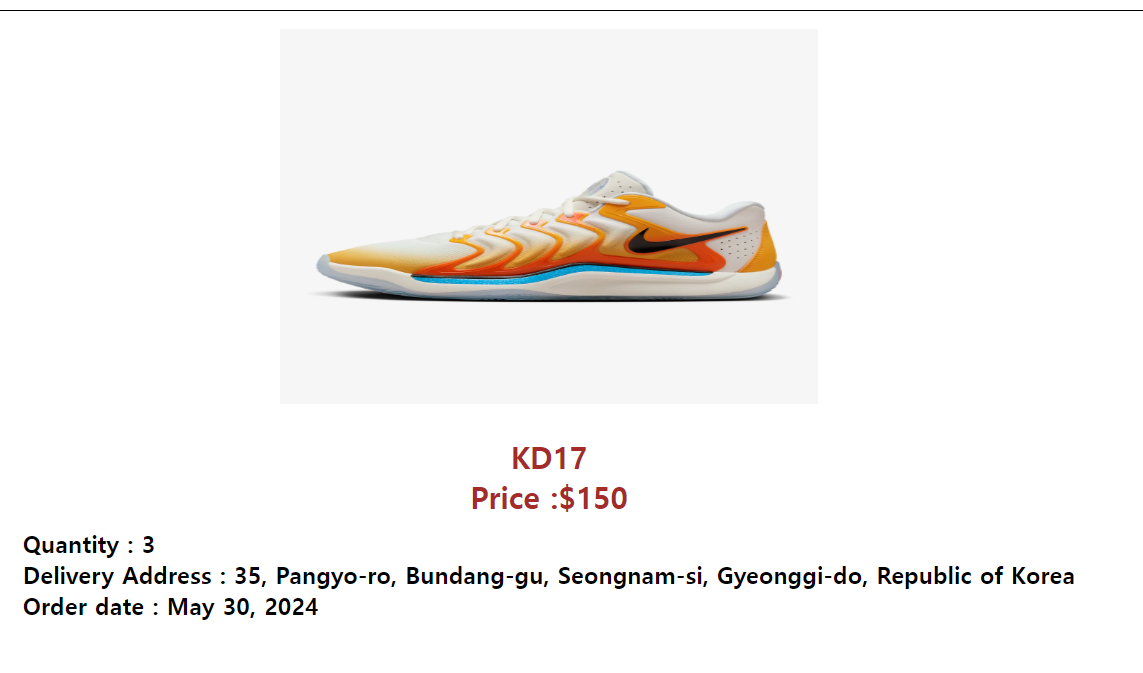 KD17
Price :$150
Quantity : 3
Delivery Address : 35, Pangyo-ro, Bundang-gu, Seongnam-si, Gyeonggi-do, Republic of Korea
Order date : May 30, 2024